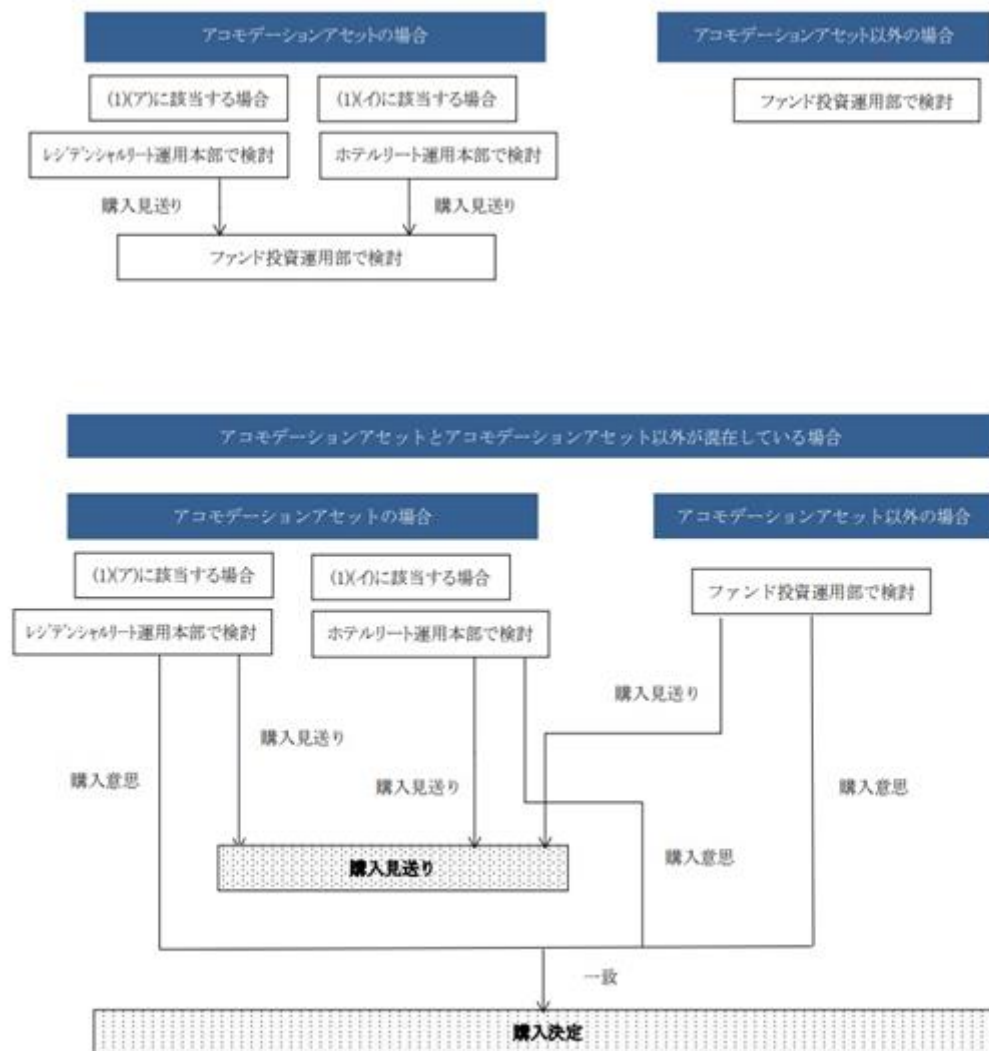 アコモデーションアセットの場合
アコモデーションアセット以外の場合
(1)(ア)に該当する場合
(1)(イ)に該当する場合
ファンド投資運用部で検討
レジデンシャルリート運用本部で検討
ホテルリート運用本部で検討
購入見送り
購入見送り
ファンド投資運用部で検討
アコモデーションアセットとアコモデーションアセット以外が混在している場合
アコモデーションアセットの場合
アコモデーションアセット以外の場合
(1)(ア)に該当する場合
(1)(イ)に該当する場合
ファンド投資運用部で検討
レジデンシャルリート運用本部で検討
ホテルリート運用本部で検討
購入見送り
購入見送り
購入意思
購入見送り
購入意思
購入見送り
購入意思
一致
購入決定